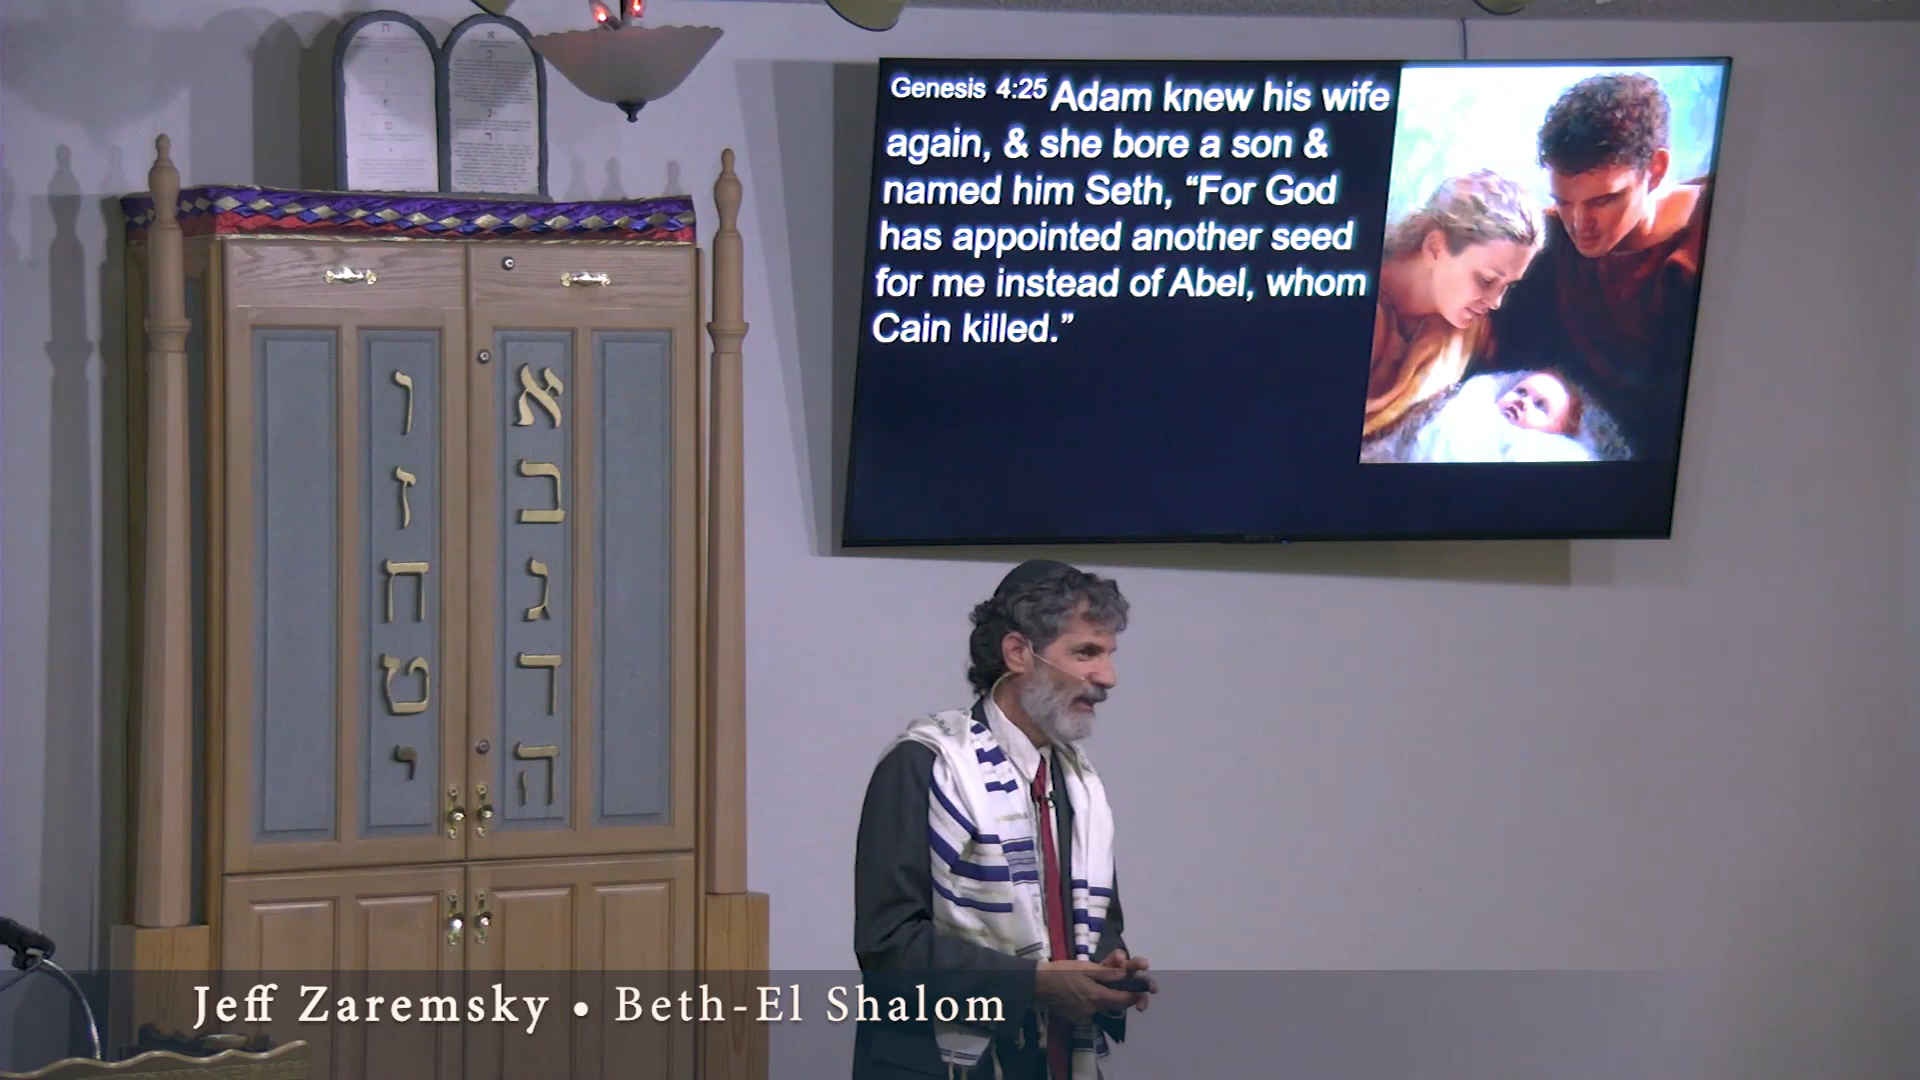 Genesis 4:25 Adam knew his wife
again, & she bore a son &
named him Seth, “For God
has appointed another seed
for me instead of Abel, whom
Cain killed.”
ו א
ז ב
ח ג
ט ד
י ה
Jeff Zaremsky • Beth-El Shalom